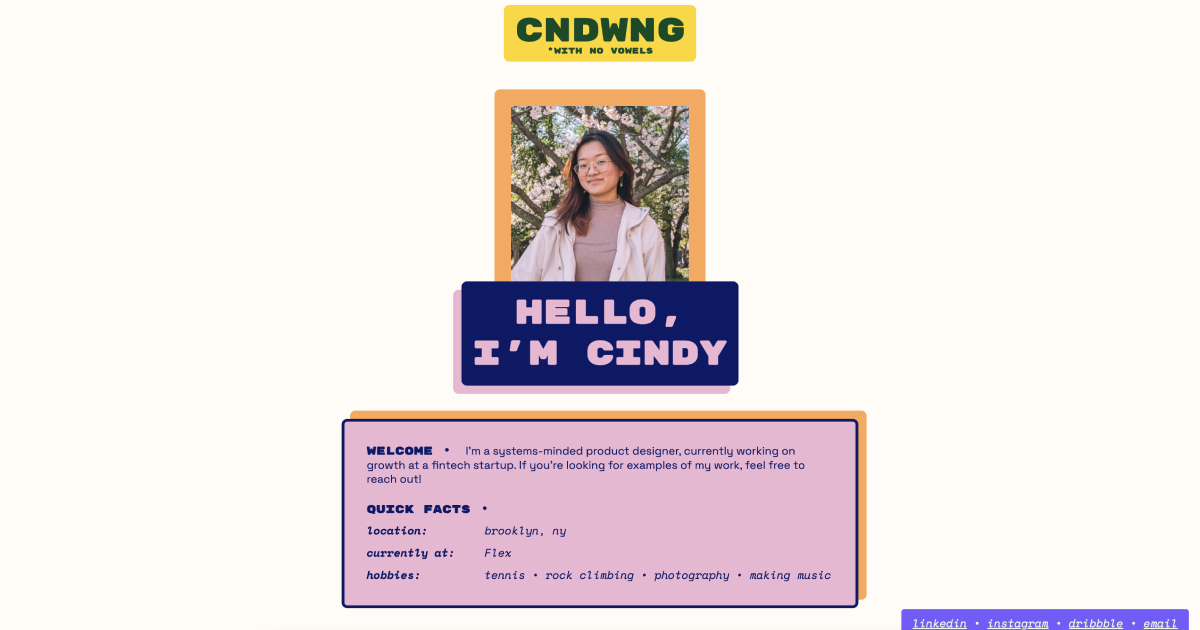 CNDWNG
*WITH NO VOWELS
HELLO,
I'M CINDY
WELCOME • I'm a systems-minded product designer, currently working on
growth at a fintech startup. If you're looking for examples of my work, feel free to
reach out!
QUICK FACTS •
location: brooklyn, ny
currently at: Flex
hobbies: tennis • rock climbing • photography • making music
linkedin • instagram • dribbble • email